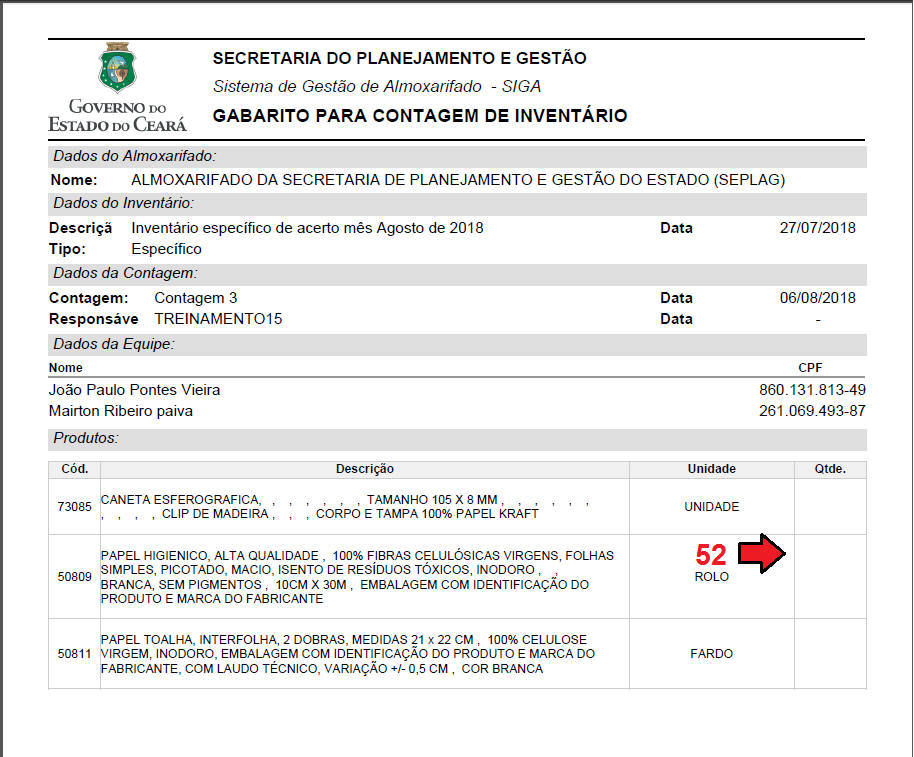 GOVERNO DO
ESTADO DO CEARÁ
SECRETARIA DO PLANEJAMENTO E GESTÃO
Sistema de Gestão de Almoxarifado - SIGA
GABARITO PARA CONTAGEM DE INVENTÁRIO
Dados do Almoxarifado:
Nome: ALMOXARIFADO DA SECRETARIA DE PLANEJAMENTO E GESTÃO DO ESTADO (SEPLAG)
Dados do Inventário:
Descriçã Inventário específico de acerto mês Agosto de 2018 Data 27/07/2018
Tipo: Específico
Dados da Contagem:
Contagem: Contagem 3 Data 06/08/2018
Responsáve TREINAMENTO15 Data -
Dados da Equipe:
Nome CPF
João Paulo Pontes Vieira 860.131.813-49
Mairton Ribeiro paiva 261.069.493-87
Produtos:
Cód. Descrição Unidade Qtde.
73085 CANETA ESFEROGRAFICA, , , , , , , TAMANHO 105 X 8 MM , , , , , ,
, , , , CLIP DE MADEIRA , , , CORPO E TAMPA 100% PAPEL KRAFT UNIDADE
50809 PAPEL HIGIENICO, ALTA QUALIDADE , 100% FIBRAS CELULÓSICAS VIRGENS, FOLHAS
SIMPLES, PICOTADO, MACIO, ISENTO DE RESÍDUOS TÓXICOS, INODORO , ,
BRANCA, SEM PIGMENTOS , 10CM X 30M , EMBALAGEM COM IDENTIFICAÇÃO DO
PRODUTO E MARCA DO FABRICANTE
52
ROLO
50811 PAPEL TOALHA, INTERFOLHA, 2 DOBRAS, MEDIDAS 21 x 22 CM , 100% CELULOSE
VIRGEM, INODORO, EMBALAGEM COM IDENTIFICAÇÃO DO PRODUTO E MARCA DO
FABRICANTE, COM LAUDO TÉCNICO, VARIAÇÃO +/- 0,5 CM , COR BRANCA
FARDO